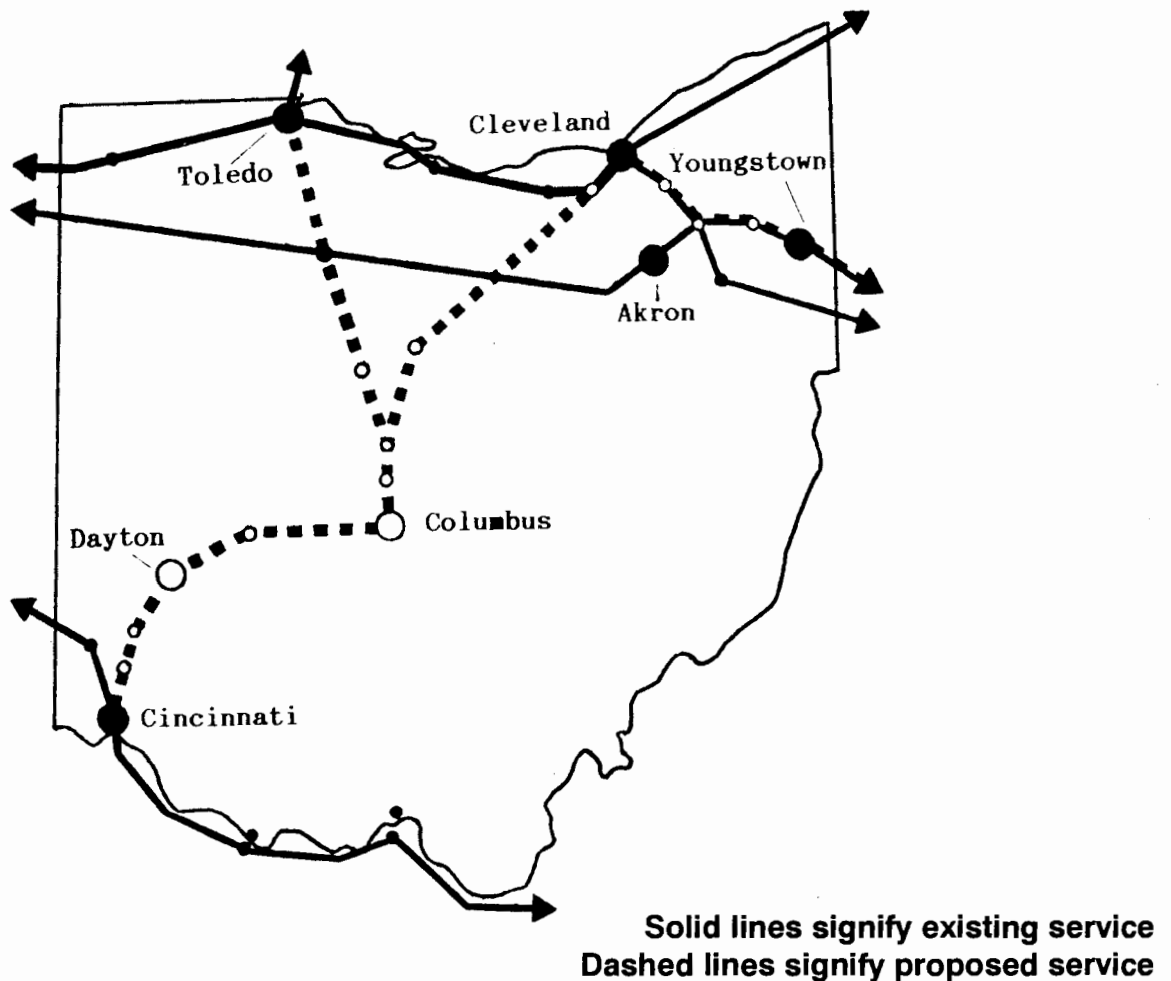 Cleveland
Youngstown
Toledo
Akron
Dayton
Columbus
Cincinnati
Solid lines signify existing service
Dashed lines signify proposed service